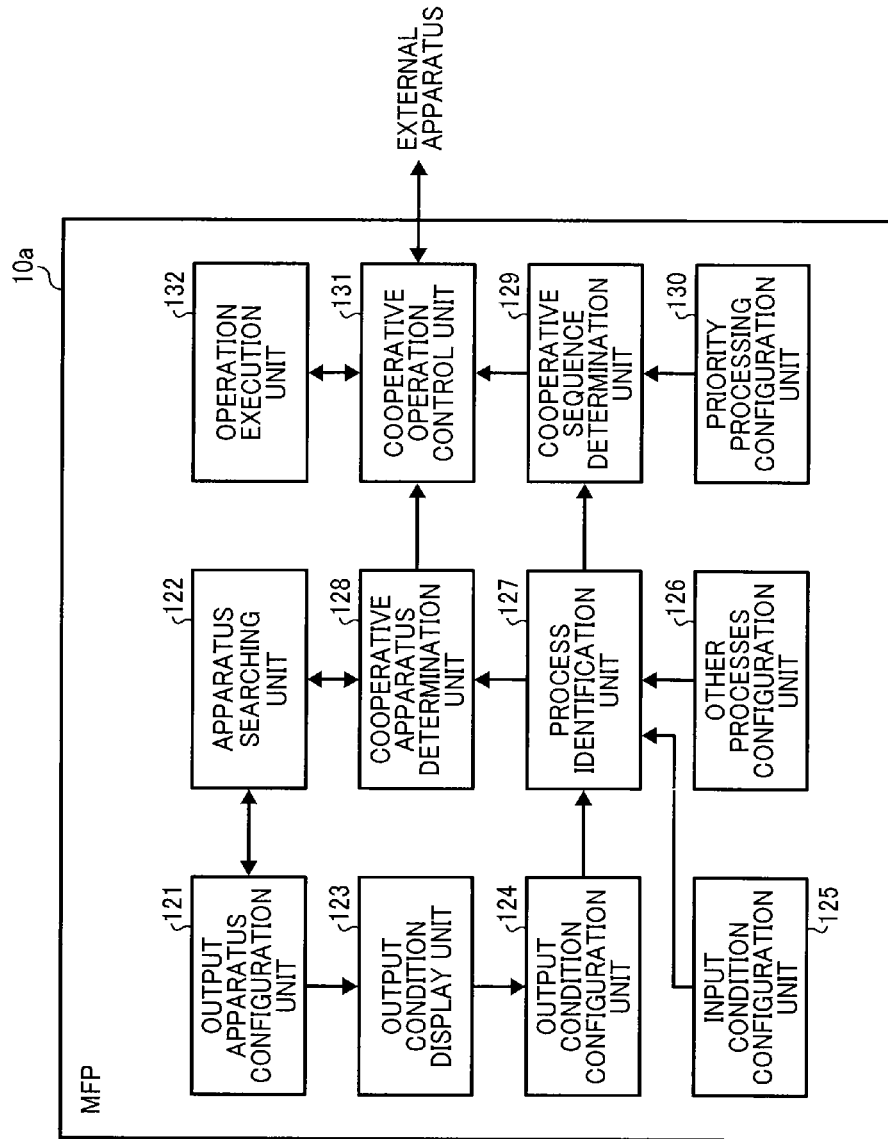 10a
MFP
121
OUTPUT
APPARATUS
CONFIGURATION
UNIT
122
APPARATUS
SEARCHING
UNIT
132
OPERATION
EXECUTION
UNIT
123
OUTPUT
CONDITION
DISPLAY UNIT
128
COOPERATIVE
APPARATUS
DETERMINATION
UNIT
131
COOPERATIVE
OPERATION
CONTROL UNIT
EXTERNAL
APPARATUS
124
OUTPUT
CONDITION
CONFIGURATION
UNIT
127
PROCESS
IDENTIFICATION
UNIT
129
COOPERATIVE
SEQUENCE
DETERMINATION
UNIT
INPUT
CONDITION
CONFIGURATION
UNIT
125
126
OTHER
PROCESSES
CONFIGURATION
UNIT
130
PRIORITY
PROCESSING
CONFIGURATION
UNIT